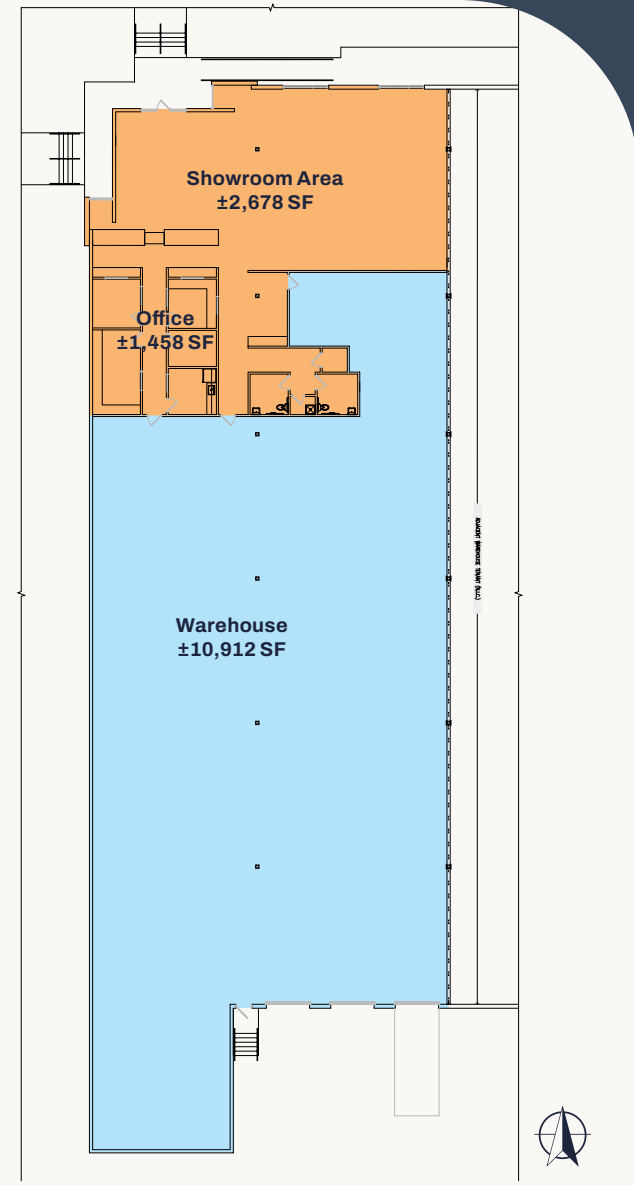 Showroom Area
±2,678 SF
Office
±1,458 SF
Warehouse
±10,912 SF